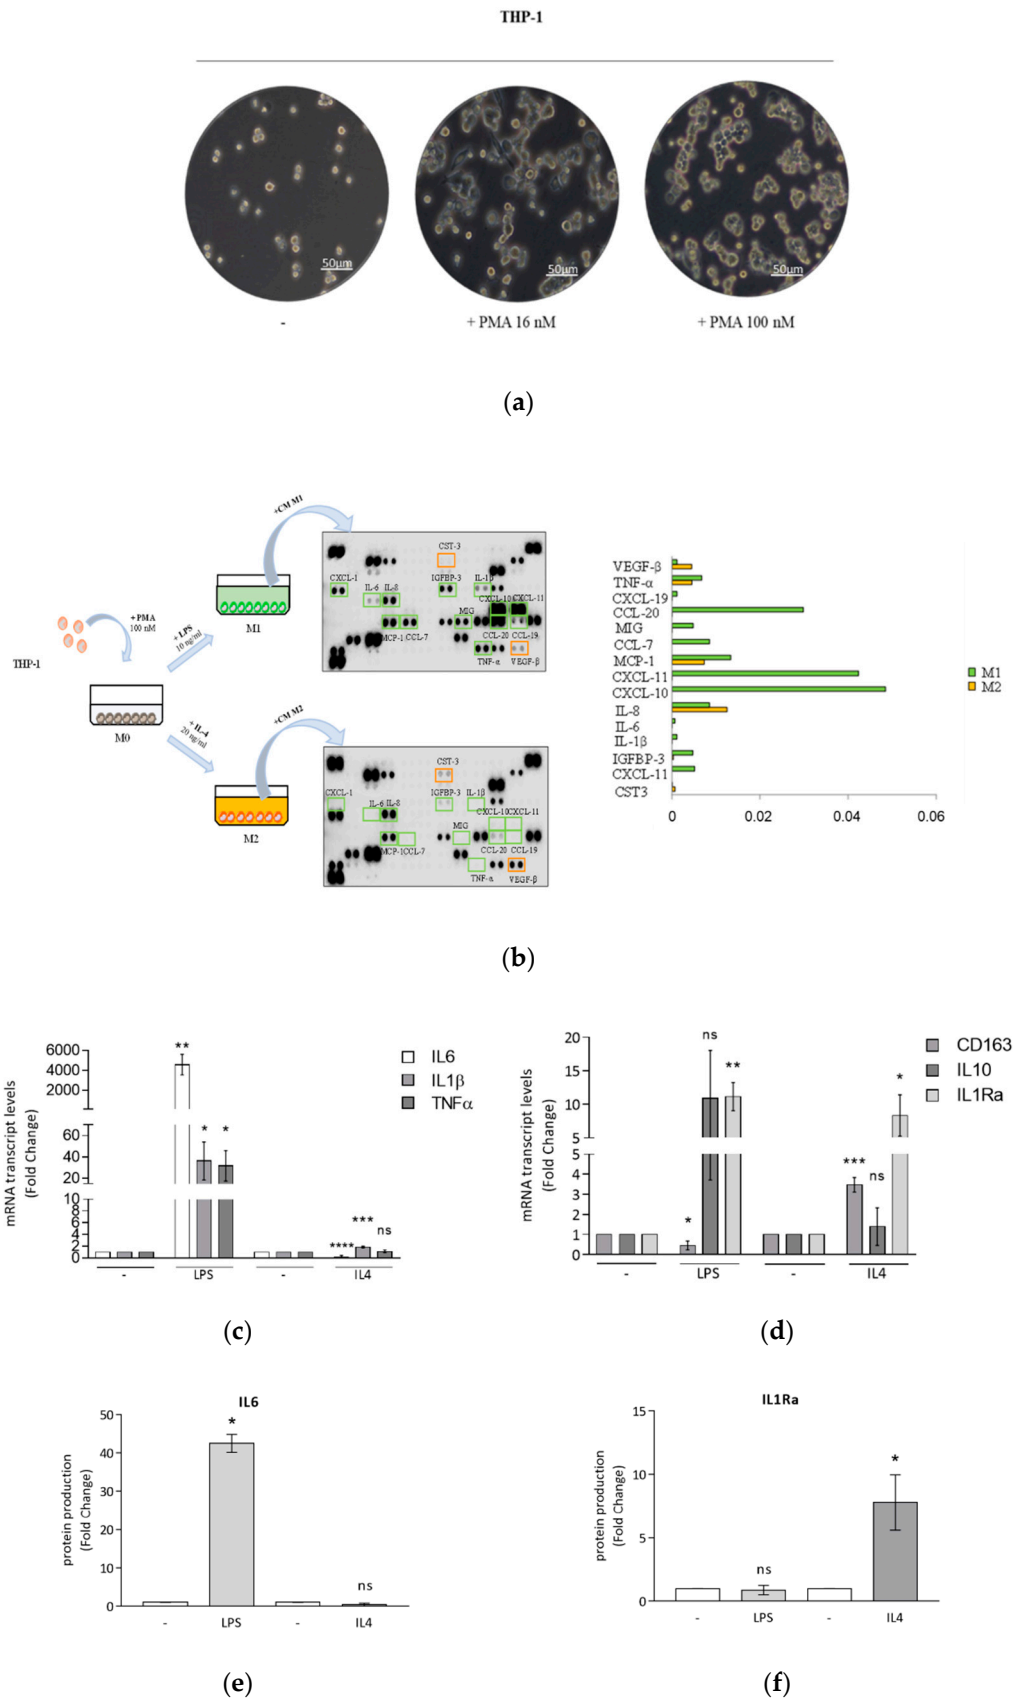 THP-1
50μm
50μm
50μm
-
+ PMA 16 nM
+ PMA 100 nM
(a)
THP-1
+ PMA
100 nM
M0
+ LPS
10 ng/ml
+ IL-4
20 ng/ml
M1
M2
+CM M1
+CM M2
CST-3
CXCL-1
IL-6
IL-8
IGFBP-3
IL-1β
CXCL-10
CXCL-11
MIG
MCP-1
CCL-7
CCL-20
CCL-19
TNF-α
VEGF-β
CST-3
CXCL-1
IL-6
IL-8
IGFBP-3
IL-1β
CXCL-10
CXCL-11
MIG
MCP-1
CCL-7
CCL-20
CCL-19
TNF-α
VEGF-β
VEGF-β
TNF-α
CXCL-19
CCL-20
MIG
CCL-7
MCP-1
CXCL-11
CXCL-10
IL-8
IL-6
IL-1β
IGFBP-3
CXCL-11
CST3
0 0.02 0.04 0.06
M1
M2
(b)
mRNA transcript levels
(Fold Change)
6000
4000
2000
60
40
20
10
8
6
4
2
0
**
* *
****
***
ns
IL6
IL1β
TNFα
- LPS - IL4
(c)
mRNA transcript levels
(Fold Change)
20
15
10
5
5
4
3
2
1
0
*
ns
**
***
ns
*
CD163
IL10
IL1Ra
- LPS - IL4
(d)
IL6
protein production
(Fold Change)
50
40
30
20
10
0
*
ns
- LPS - IL4
(e)
IL1Ra
protein production
(Fold Change)
15
10
5
0
ns
*
- LPS - IL4
(f)